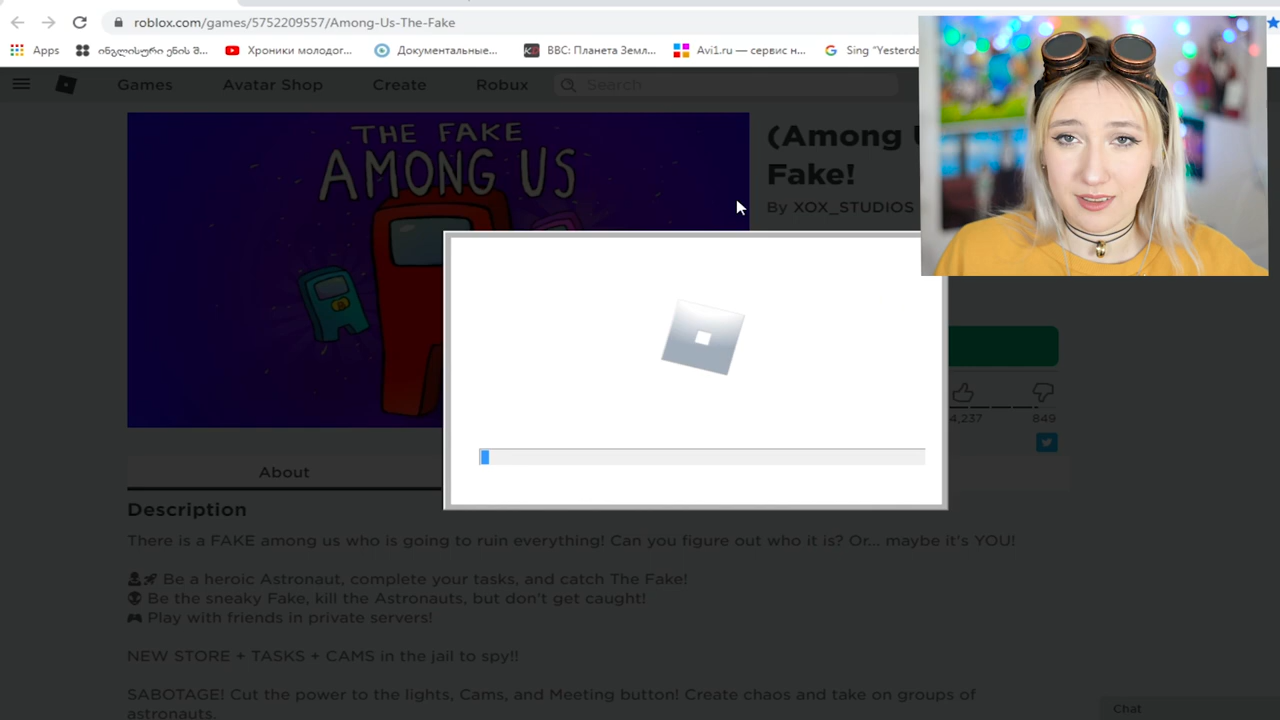 roblox.com/games/5752209557/Among-Us-The-Fake
Apps ინგლისური ენის შ... Хроники молодог... Документальные... BBC: Планета Земл... Avi1.ru — сервис н... Sing "Yesterda
Games Avatar Shop Create Robux Search
THE FAKE
AMONG US
(Among
Fake!
By XOX_STUDIOS
4,237 849
About
Description
There is a FAKE among us who is going to ruin everything! Can you figure out who it is? Or... maybe it's YOU!
Be a heroic Astronaut, complete your tasks, and catch The Fake!
Be the sneaky Fake, kill the Astronauts, but don't get caught!
Play with friends in private servers!
NEW STORE + TASKS + CAMS in the jail to spy!!
SABOTAGE! Cut the power to the lights, Cams, and Meeting button! Create chaos and take on groups of
astronauts.
Chat